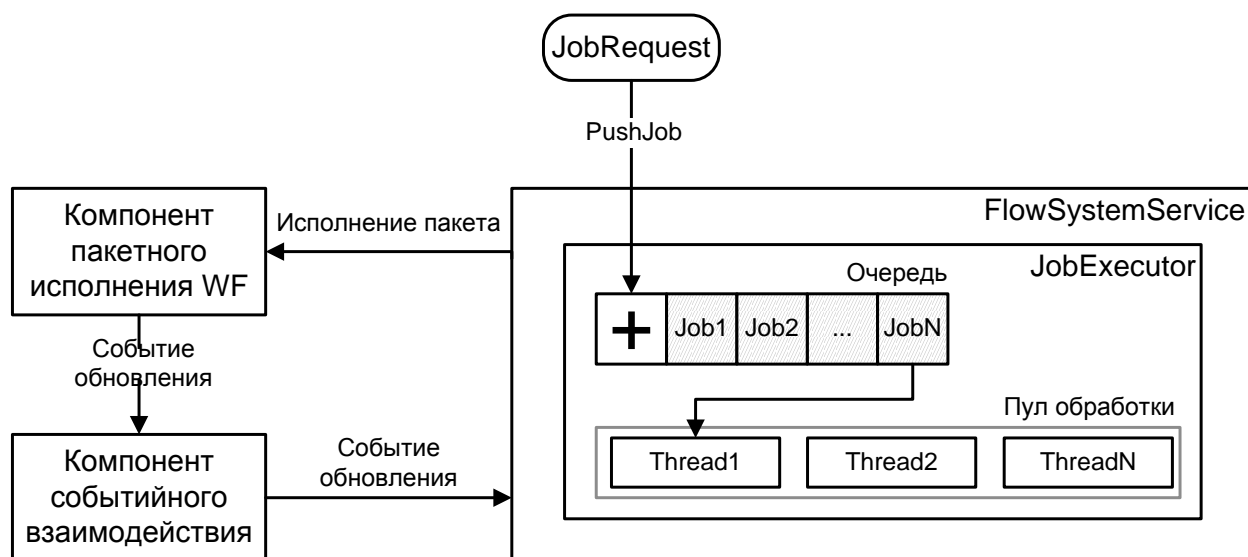 JobRequest
PushJob
FlowSystemService
Компонент
пакетного
исполнения WF
Исполнение пакета
JobExecutor
Очередь
+ Job1 Job2 ... JobN
Событие
обновления
Пул обработки
Thread1 Thread2 ThreadN
Компонент
событийного
взаимодействия
Событие
обновления